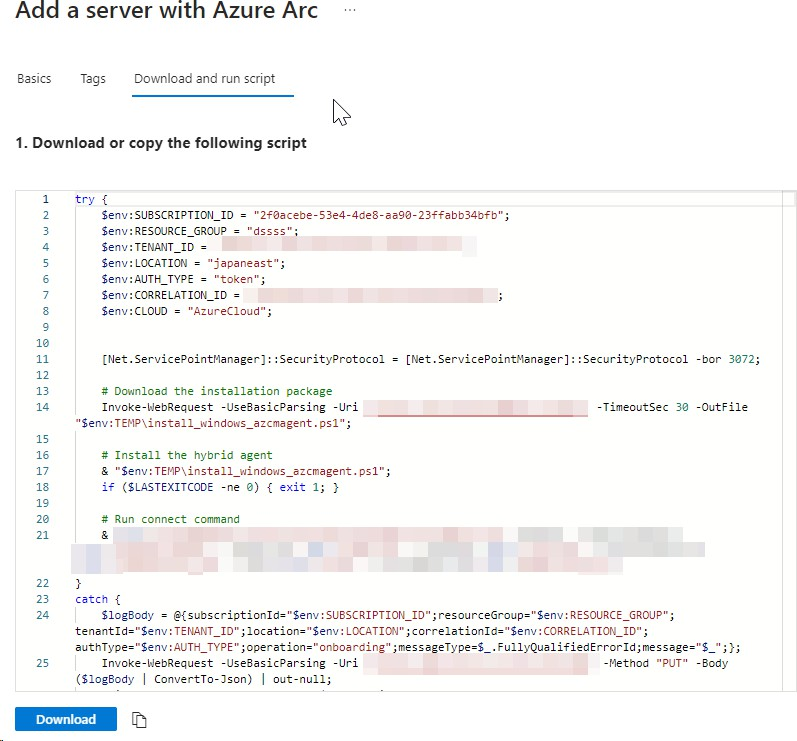 Add a server with Azure Arc ...
Basics Tags Download and run script
1. Download or copy the following script
1 try {
2 $env:SUBSCRIPTION_ID = "2f0acebe-53e4-4de8-aa90-23ffabb34bfb";
3 $env:RESOURCE_GROUP = "dssss";
4 $env:TENANT_ID =
5 $env:LOCATION = "japaneast";
6 $env:AUTH_TYPE = "token";
7 $env:CORRELATION_ID = ;
8 $env:CLOUD = "AzureCloud";
9
10
11 [Net.ServicePointManager]::SecurityProtocol = [Net.ServicePointManager]::SecurityProtocol -bor 3072;
12
13 # Download the installation package
14 Invoke-WebRequest -UseBasicParsing -Uri -TimeoutSec 30 -OutFile
"$env:TEMP\install_windows_azcmagent.ps1";
15
16 # Install the hybrid agent
17 & "$env:TEMP\install_windows_azcmagent.ps1";
18 if ($LASTEXITCODE -ne 0) { exit 1; }
19
20 # Run connect command
21 &
22 }
23 catch {
24 $logBody = @{subscriptionId="$env:SUBSCRIPTION_ID";resourceGroup="$env:RESOURCE_GROUP";
tenantId="$env:TENANT_ID";location="$env:LOCATION";correlationId="$env:CORRELATION_ID";
authType="$env:AUTH_TYPE";operation="onboarding";messageType=$_.FullyQualifiedErrorId;message="$_";};
25 Invoke-WebRequest -UseBasicParsing -Uri -Method "PUT" -Body
($logBody | ConvertTo-Json) | out-null;
Download